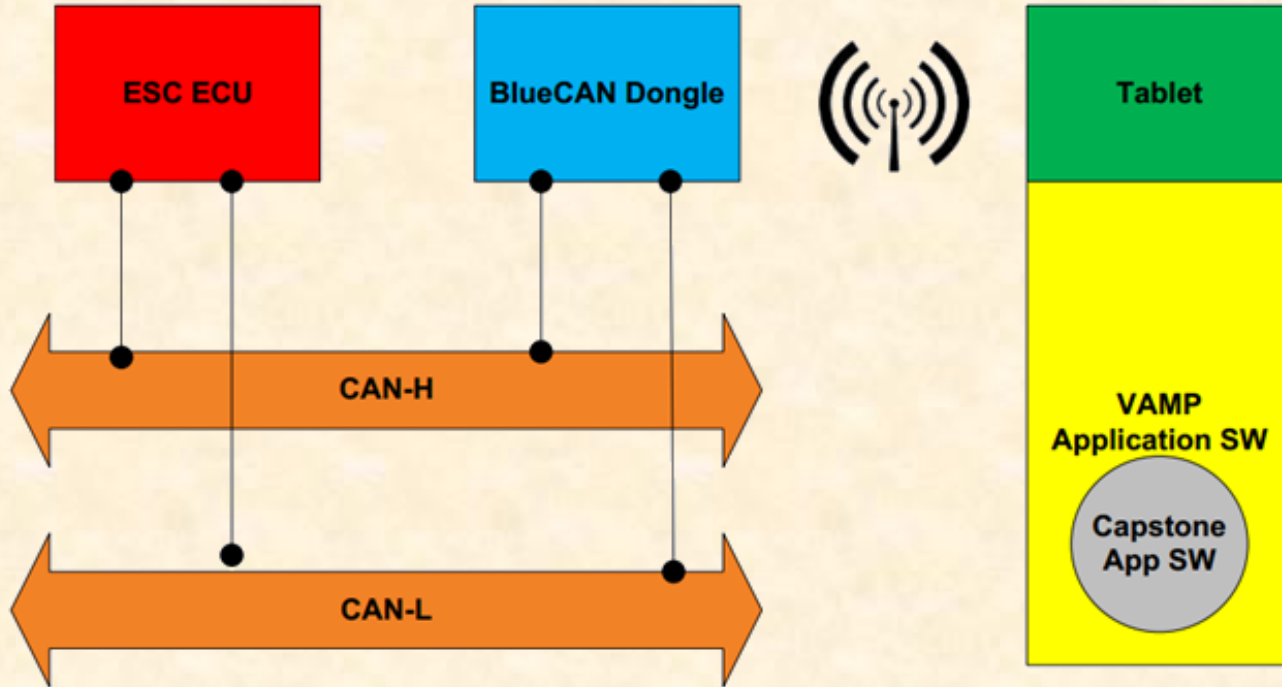 ESC ECU
BlueCAN Dongle
Tablet
CAN-H
VAMP
Application SW
Capstone
App SW
CAN-L